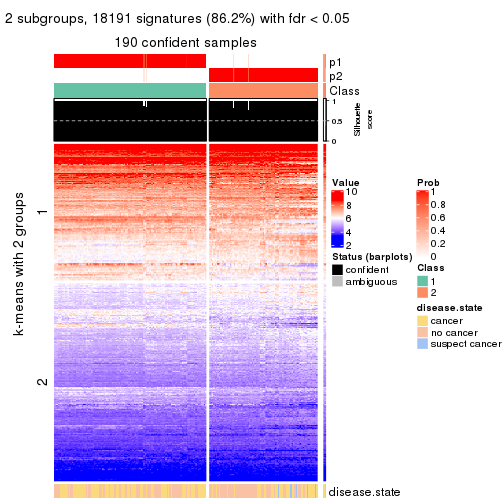 2 subgroups, 18191 signatures (86.2%) with fdr < 0.05
190 confident samples
p1
p2
Class
1
0.5
0
Silhouette
score
k-means with 2 groups
1
2
Value
10
8
6
4
2
Status (barplots)
confident
ambiguous
Prob
1
0.8
0.6
0.4
0.2
0
Class
1
2
disease.state
cancer
no cancer
suspect cancer
disease.state